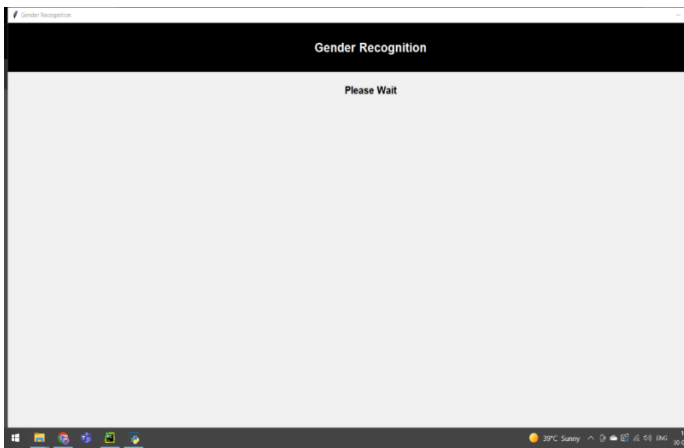 Gender Recognition
Gender Recognition
Please Wait
39°C Sunny
ENG